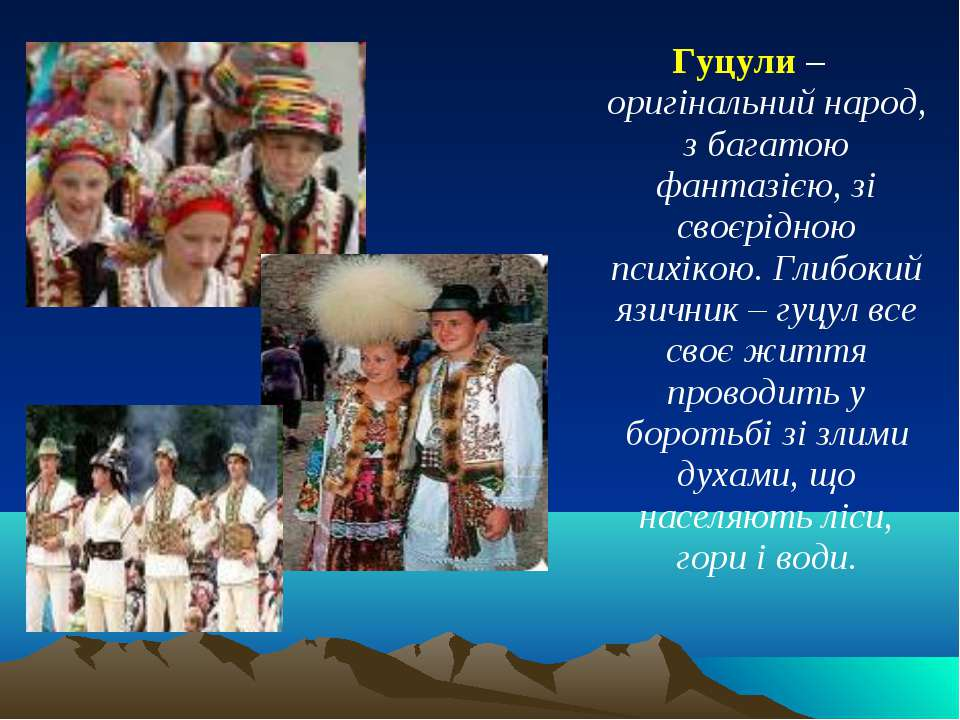 Гуцули –
оригінальний народ,
з багатою
фантазією, зі
своєрідною
психікою. Глибокий
язичник – гуцул все
своє життя
проводить у
боротьбі зі злими
духами, що
населяють ліси,
гори і води.